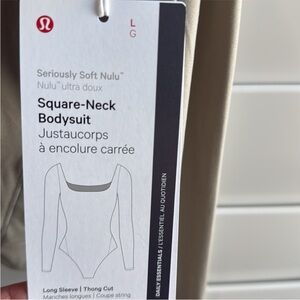 L
G
Seriously Soft Nulu™
Nulu™ ultra doux
Square-Neck
Bodysuit
Justaucorps
à encolure carrée
Long Sleeve | Thong Cut
Manches longues | Coupe string
DAILY ESSENTIALS / L'ESSENTIEL AU QUOTIDIEN